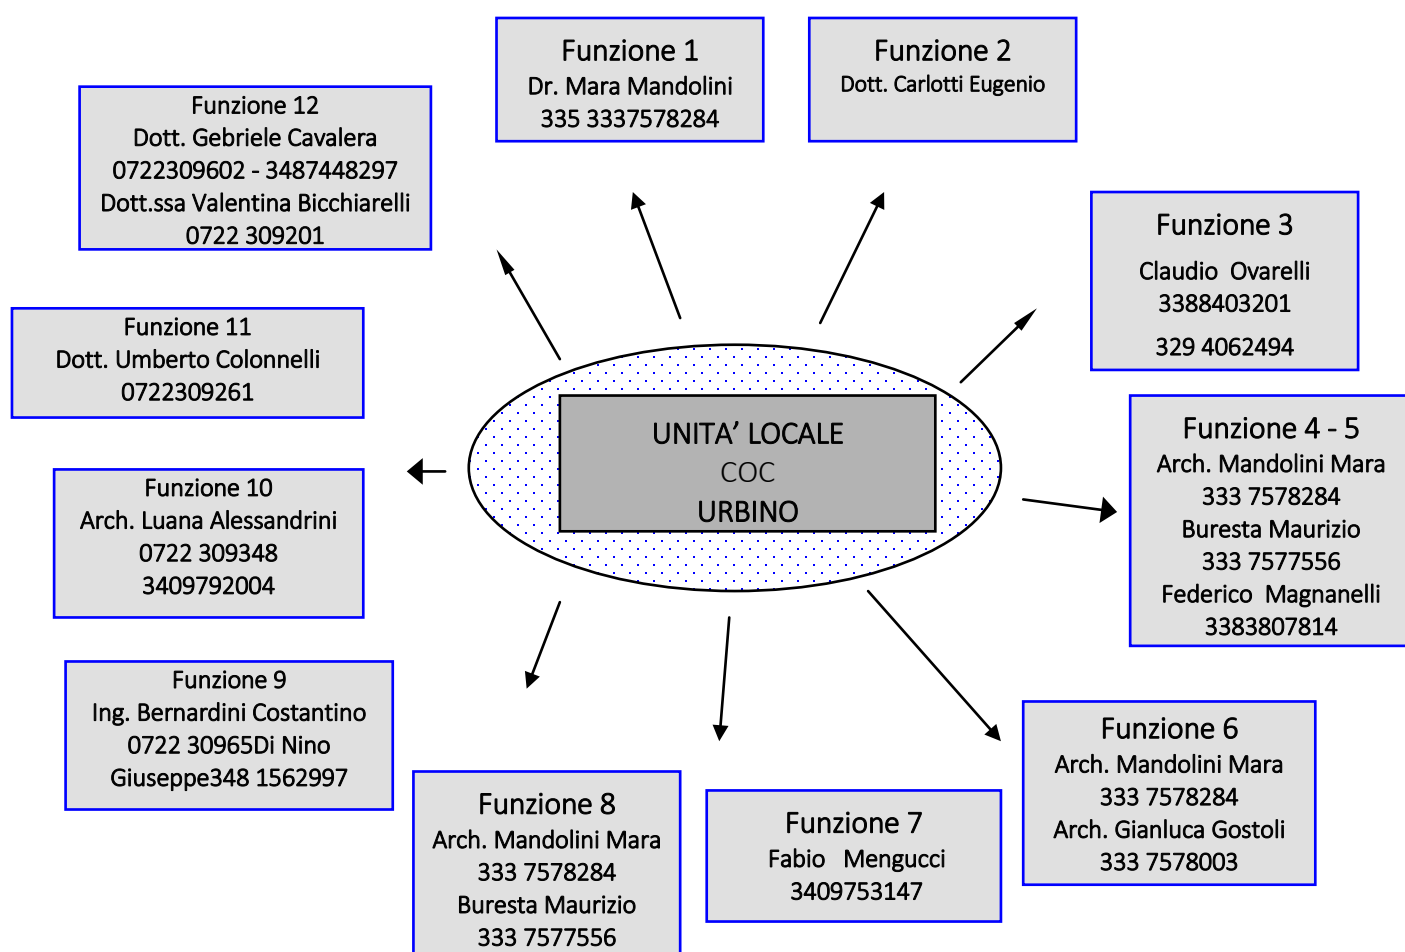 Funzione 1
Dr. Mara Mandolini
335 3337578284
Funzione 2
Dott. Carlotti Eugenio
Funzione 12
Dott. Gebriele Cavalera
0722309602 - 3487448297
Dott.ssa Valentina Bicchiarelli
0722 309201
Funzione 3
Claudio Ovarelli
3388403201
329 4062494
Funzione 11
Dott. Umberto Colonnelli
0722309261
UNITA’ LOCALE
COC
URBINO
Funzione 4 - 5
Arch. Mandolini Mara
333 7578284
Buresta Maurizio
333 7577556
Federico Magnanelli
3383807814
Funzione 10
Arch. Luana Alessandrini
0722 309348
3409792004
Funzione 9
Ing. Bernardini Costantino
0722 30965Di Nino
Giuseppe348 1562997
Funzione 6
Arch. Mandolini Mara
333 7578284
Arch. Gianluca Gostoli
333 7578003
Funzione 8
Arch. Mandolini Mara
333 7578284
Buresta Maurizio
333 7577556
Funzione 7
Fabio Mengucci
3409753147